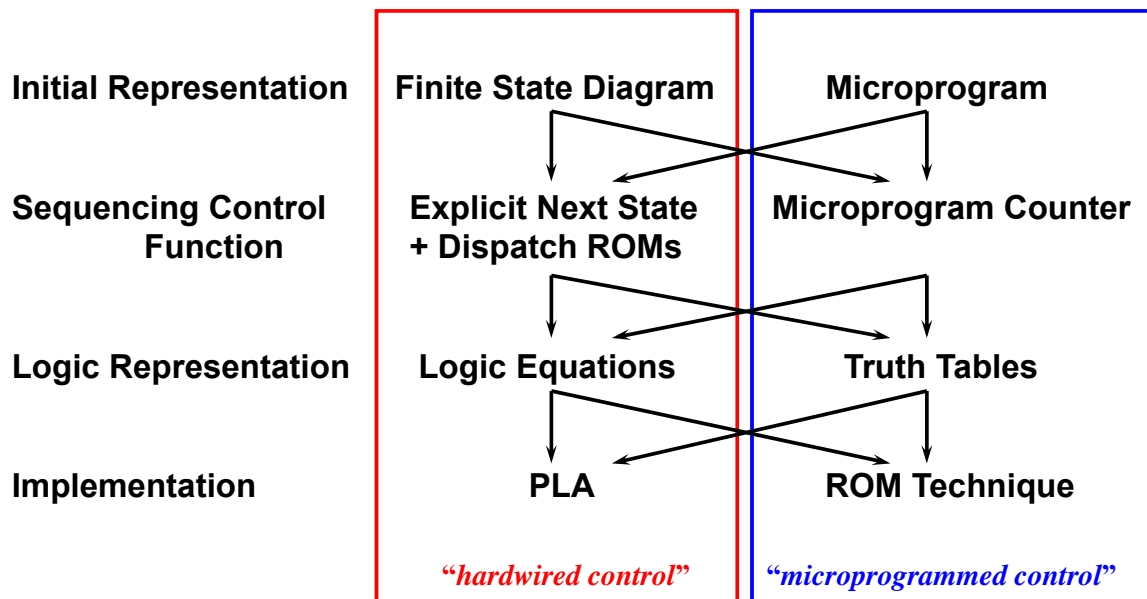 Initial Representation Finite State Diagram Microprogram
Sequencing Control Explicit Next State Microprogram Counter
Function + Dispatch ROMs
Logic Representation Logic Equations Truth Tables
Implementation PLA ROM Technique
“hardwired control” “microprogrammed control”